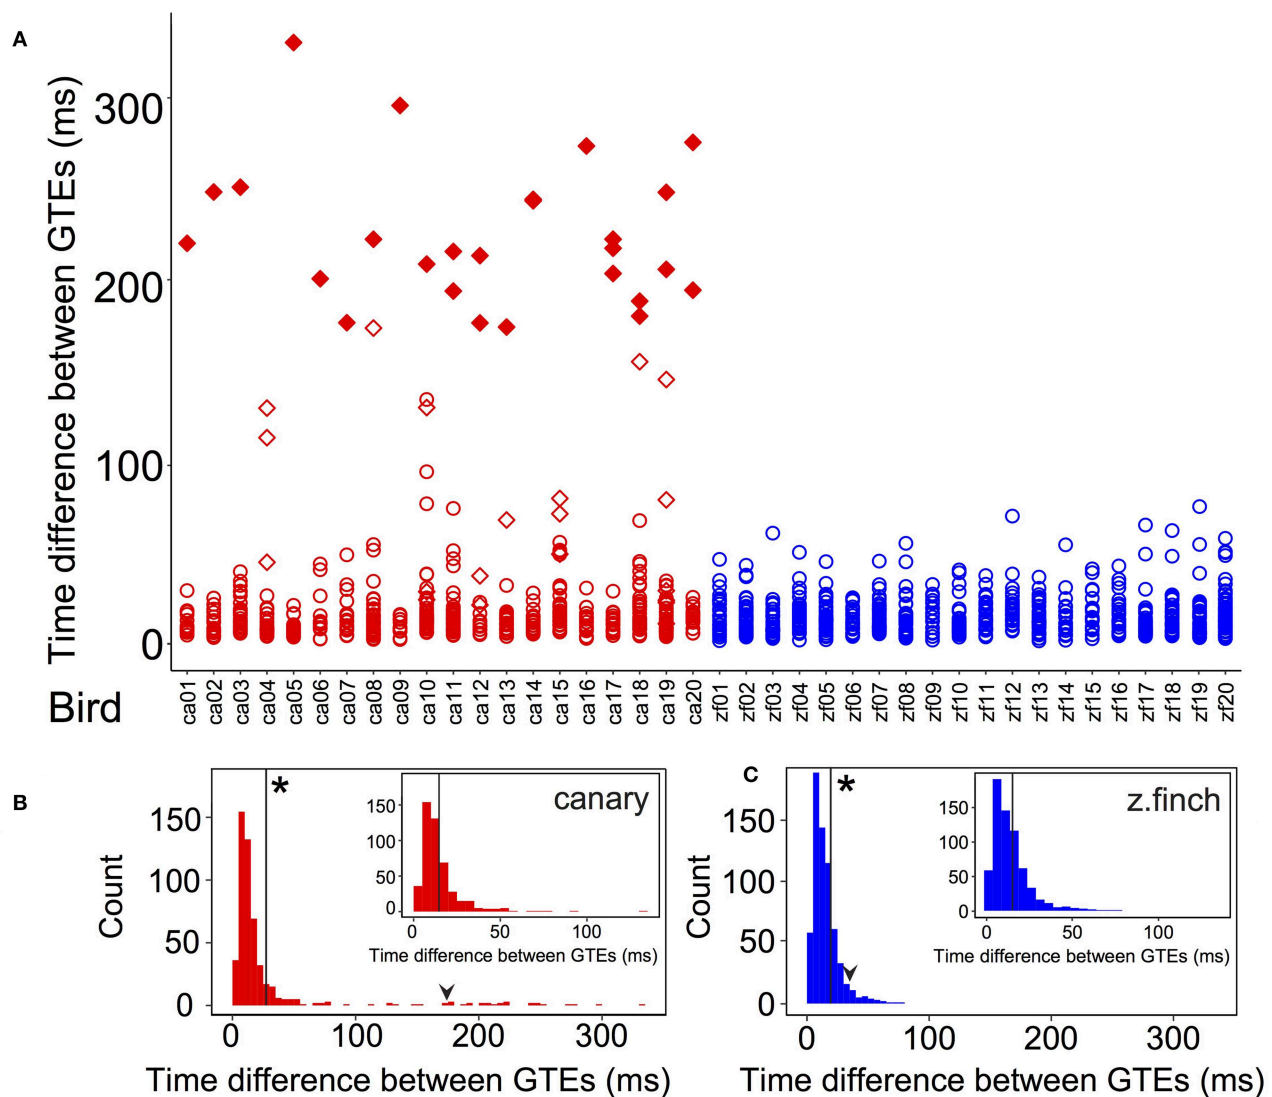 A
Time difference between GTEs (ms)
300
200
100
0
Bird
ca01 ca02 ca03 ca04 ca05 ca06 ca07 ca08 ca09 ca10 ca11 ca12 ca13 ca14 ca15 ca16 ca17 ca18 ca19 ca20 zf01 zf02 zf03 zf04 zf05 zf06 zf07 zf08 zf09 zf10 zf11 zf12 zf13 zf14 zf15 zf16 zf17 zf18 zf19 zf20
B
Count
150
100
50
0
*
canary
150
100
50
0
0 50 100
Time difference between GTEs (ms)
0 100 200 300
Time difference between GTEs (ms)
C
Count
150
100
50
0
*
z.finch
150
100
50
0
0 50 100
Time difference between GTEs (ms)
0 100 200 300
Time difference between GTEs (ms)